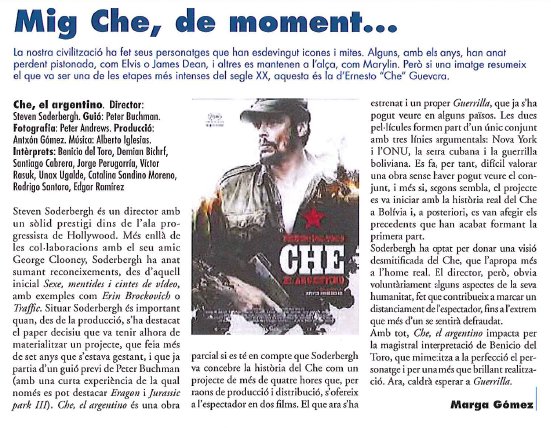 Mig Che, de moment...
La nostra civilització ha fet seus personatges que han esdevingut icones i mites. Alguns, amb els anys, han anat
perdent pistonada, com Elvis o James Dean, i altres es mantenen a l'alça, com Marylin. Però si una imatge resumeix
el que va ser una de les etapes més intenses del segle XX, aquesta és la d'Ernesto "Che" Guevara.
Che, el argentino. Director:
Steven Soderbergh. Guió: Peter Buchman.
Fotografia: Peter Andrews. Producció:
Antxón Gómez. Música: Alberto Iglesias.
Intèrprets: Benicio del Toro, Demían Bichrf,
Santiago Cabrera, Jorge Perugorría, Víctor
Rasuk, Unax Ugalde, Catalina Sandino Moreno,
Rodrigo Santoro, Edgar Ramírez
Steven Soderbergh és un director amb
un sòlid prestigi dins de l'ala pro-
gressista de Hollywood. Més enllà de
les col·laboracions amb el seu amic
George Clooney, Soderbergh ha anat
sumant reconeixements, des d'aquell
inicial Sexe, mentides i cintes de vídeo,
amb exemples com Erin Brockovich o
Traffic. Situar Soderbergh és important
quan, des de la producció, s'ha destacat
el paper decisiu que va tenir alhora de
materialitzar un projecte, que feia més
de set anys que s'estava gestant, i que ja
partia d'un guió previ de Peter Buchman
(amb una curta experiència de la qual
només es pot destacar Eragon i Jurassic
park III). Che, el argentino és una obra
BENICIO DEL TORO
CHE
EL ARGENTINO
parcial si es té en compte que Soderbergh
va concebre la història del Che com un
projecte de més de quatre hores que, per
raons de producció i distribució, s'ofereix
a l'espectador en dos films. El que ara s'ha
estrenat i un proper Guerrilla, que ja s'ha
pogut veure en alguns països. Les dues
pel·lícules formen part d'un únic conjunt
amb tres línies argumentals: Nova York
i l'ONU, la serra cubana i la guerrilla
boliviana. Es fa, per tant, difícil valorar
una obra sense haver pogut veure el con-
junt, i més si, segons sembla, el projecte
es va iniciar amb la història real del Che
a Bolívia i, a posteriori, es van afegir els
precedents que han acabat formant la
primera part.
Soderbergh ha optat per donar una visió
desmitificada del Che, que l'apropa més
a l'home real. El director, però, obvia
voluntàriament alguns aspectes de la seva
humanitat, fet que contribueix a marcar un
distanciament de l'espectador, fins a l'extrem
que més d'un se sentirà defraudat.
Amb tot, Che, el argentino impacta per
la magistral interpretació de Benicio del
Toro, que mimetitza a la perfecció el per-
sonatge i per una més que brillant realitza-
ció. Ara, caldrà esperar a Guerrilla.
Marga Gómez